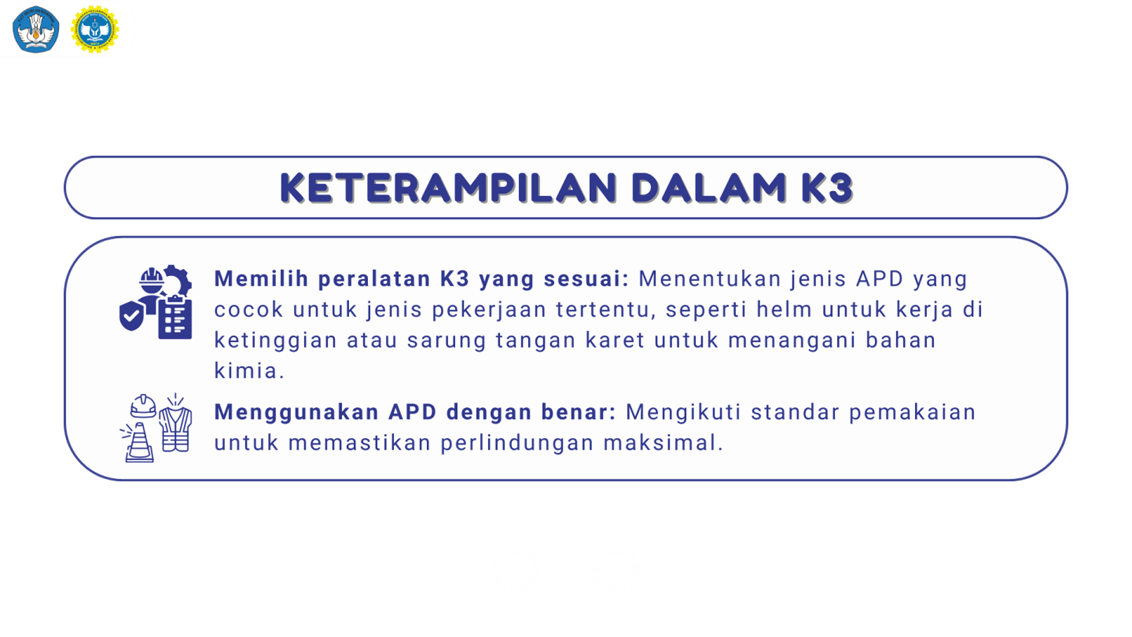 KETERAMPILAN DALAM K3
Memilih peralatan K3 yang sesuai: Menentukan jenis APD yang
cocok untuk jenis pekerjaan tertentu, seperti helm untuk kerja di
ketinggian atau sarung tangan karet untuk menangani bahan
kimia.
Menggunakan APD dengan benar: Mengikuti standar pemakaian
untuk memastikan perlindungan maksimal.